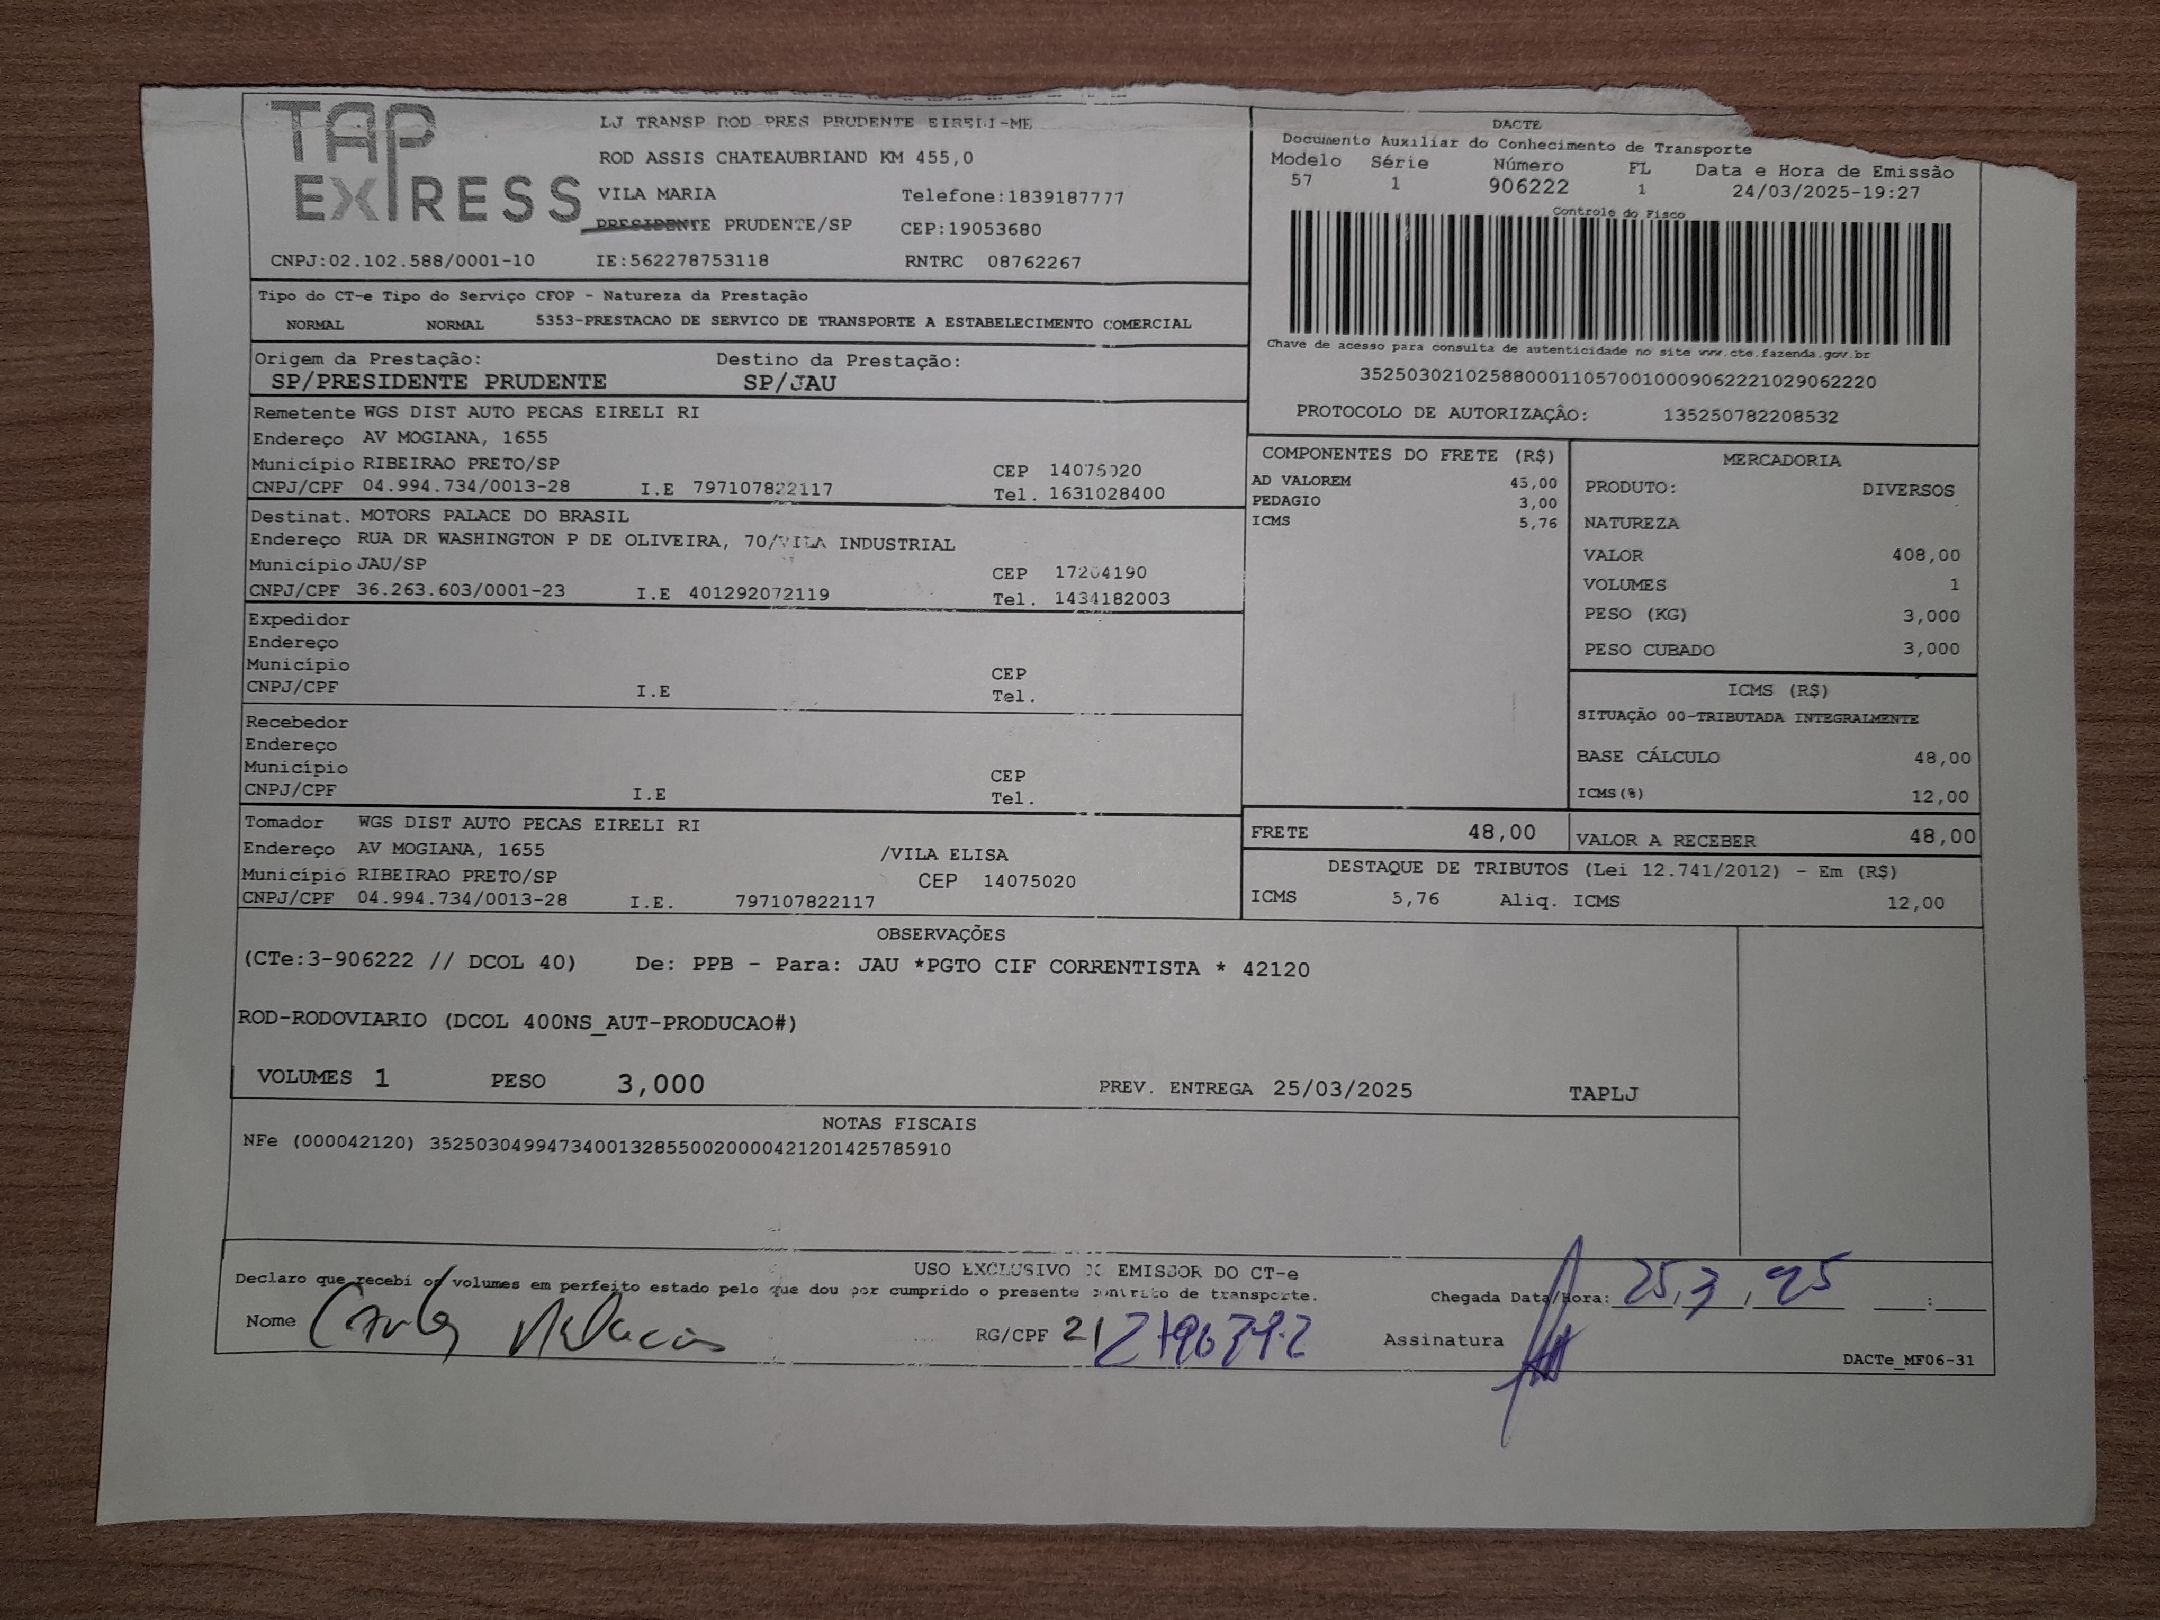 TAP EXPRESS
LJ TRANSP ROD PRES PRUDENTE EIRELI-ME
ROD ASSIS CHATEAUBRIAND KM 455,0
VILA MARIA Telefone:1839187777
PRESIDENTE PRUDENTE/SP CEP:19053680
CNPJ:02.102.588/0001-10 IE:562278753118 RNTRC 08762267
DACTE
Documento Auxiliar do Conhecimento de Transporte
Modelo Série Número FL Data e Hora de Emissão
57 1 906222 1 24/03/2025-19:27
Controle do Fisco
Chave de acesso para consulta de autenticidade no site www.cte.fazenda.gov.br
35250302102588000110570010009062221029062220
PROTOCOLO DE AUTORIZAÇÂO: 135250782208532
Tipo do CT-e Tipo do Serviço CFOP - Natureza da Prestação
NORMAL NORMAL 5353-PRESTACAO DE SERVICO DE TRANSPORTE A ESTABELECIMENTO COMERCIAL
Origem da Prestação: Destino da Prestação:
SP/PRESIDENTE PRUDENTE SP/JAU
Remetente WGS DIST AUTO PECAS EIRELI RI
Endereço AV MOGIANA, 1655
Município RIBEIRAO PRETO/SP CEP 14075020
CNPJ/CPF 04.994.734/0013-28 I.E 797107822117 Tel. 1631028400
Destinat. MOTORS PALACE DO BRASIL
Endereço RUA DR WASHINGTON P DE OLIVEIRA, 70/VILA INDUSTRIAL
Município JAU/SP CEP 17204190
CNPJ/CPF 36.263.603/0001-23 I.E 401292072119 Tel. 1434182003
Expedidor
Endereço
Município CEP
CNPJ/CPF I.E Tel.
Recebedor
Endereço
Município CEP
CNPJ/CPF I.E Tel.
Tomador WGS DIST AUTO PECAS EIRELI RI
Endereço AV MOGIANA, 1655 /VILA ELISA
Município RIBEIRAO PRETO/SP CEP 14075020
CNPJ/CPF 04.994.734/0013-28 I.E. 797107822117
COMPONENTES DO FRETE (R$)
AD VALOREM 45,00
PEDAGIO 3,00
ICMS 5,76
MERCADORIA
PRODUTO: DIVERSOS
NATUREZA
VALOR 408,00
VOLUMES 1
PESO (KG) 3,000
PESO CUBADO 3,000
ICMS (R$)
SITUAÇÃO 00-TRIBUTADA INTEGRALMENTE
BASE CÁLCULO 48,00
ICMS(%) 12,00
FRETE 48,00 VALOR A RECEBER 48,00
DESTAQUE DE TRIBUTOS (Lei 12.741/2012) - Em (R$)
ICMS 5,76 Aliq. ICMS 12,00
OBSERVAÇÕES
(CTe:3-906222 // DCOL 40) De: PPB - Para: JAU *PGTO CIF CORRENTISTA * 42120
ROD-RODOVIARIO (DCOL 400NS_AUT-PRODUCAO#)
VOLUMES 1 PESO 3,000 PREV. ENTREGA 25/03/2025 TAPLJ
NOTAS FISCAIS
NFe (000042120) 35250304994734001328550020000421201425785910
USO EXCLUSIVO DO EMISSOR DO CT-e
Declaro que recebi os volumes em perfeito estado pelo que dou por cumprido o presente contrato de transporte.
Chegada Data/Hora: 25, 3, 25 :
Nome RG/CPF Assinatura
DACTe_MF06-31